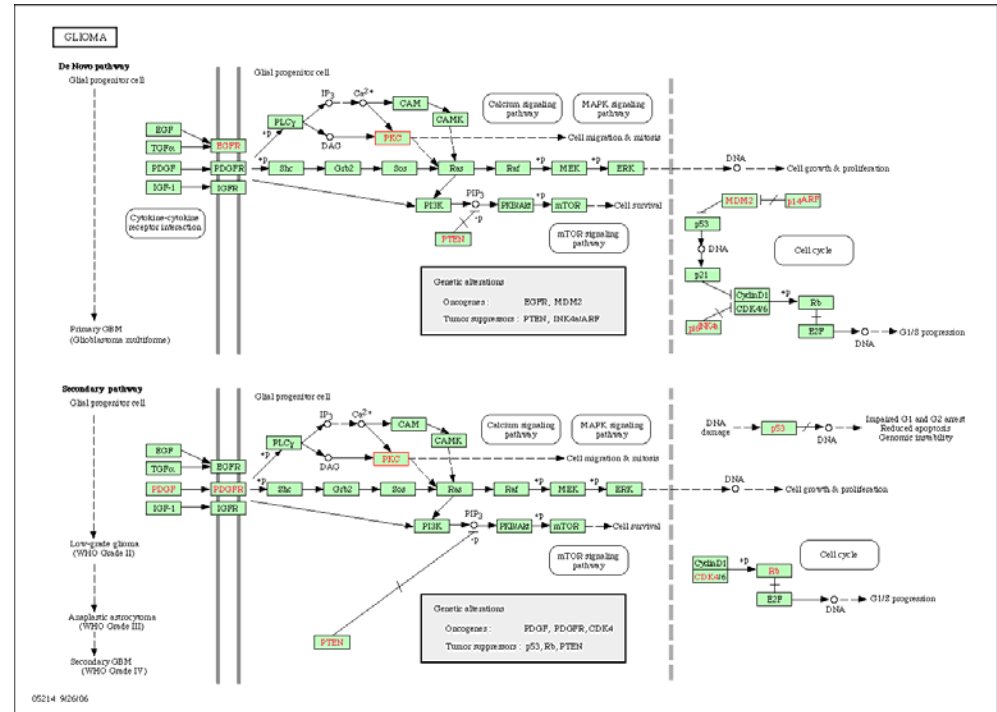 GLIOMA
De Novo pathway
Glial progenitor cell
Glial progenitor cell
IP3
Ca2+
CAM
Calcium signaling
pathway
MAPK signaling
pathway
PLCγ
CAMK
EGF
+p
DAG
PKC
Cell migration & mitosis
TGFα
EGFR
+p
+p
+p
DNA
PDGF
PDGFR
Shc
Grb2
Sos
Ras
Raf
MEK
ERK
Cell growth & proliferation
IGF-1
IGFR
PIP3
PI3K
PKB/Akt
mTOR
Cell survival
MDM2
p14ARF
-p
Cytokine-cytokine
receptor interaction
PTEN
mTOR signaling
pathway
p53
DNA
Cell cycle
p21
Genetic alterations
Oncogenes : EGFR, MDM2
Tumor suppressors : PTEN, INK4a/ARF
CyclinD1
CDK4/6
+p
Rb
p16INK4a
E2F
DNA
G1/S progression
Primary GBM
(Glioblastoma multiforme)
Secondary pathway
Glial progenitor cell
Glial progenitor cell
IP3
Ca2+
CAM
Calcium signaling
pathway
MAPK signaling
pathway
DNA
damage
p53
DNA
Impaired G1 and G2 arrest
Reduced apoptosis
Genomic instability
PLCγ
CAMK
EGF
+p
DAG
PKC
Cell migration & mitosis
TGFα
EGFR
+p
+p
+p
DNA
PDGF
PDGFR
Shc
Grb2
Sos
Ras
Raf
MEK
ERK
Cell growth & proliferation
IGF-1
IGFR
PIP3
PI3K
PKB/Akt
mTOR
Cell survival
-p
Low-grade glioma
(WHO Grade II)
mTOR signaling
pathway
CyclinD1
CDK4/6
+p
Rb
Cell cycle
E2F
DNA
G1/S progression
Anaplastic astrocytoma
(WHO Grade III)
Genetic alterations
Oncogenes : PDGF, PDGFR, CDK4
Tumor suppressors : p53, Rb, PTEN
PTEN
Secondary GBM
(WHO Grade IV)
05214 9/26/06